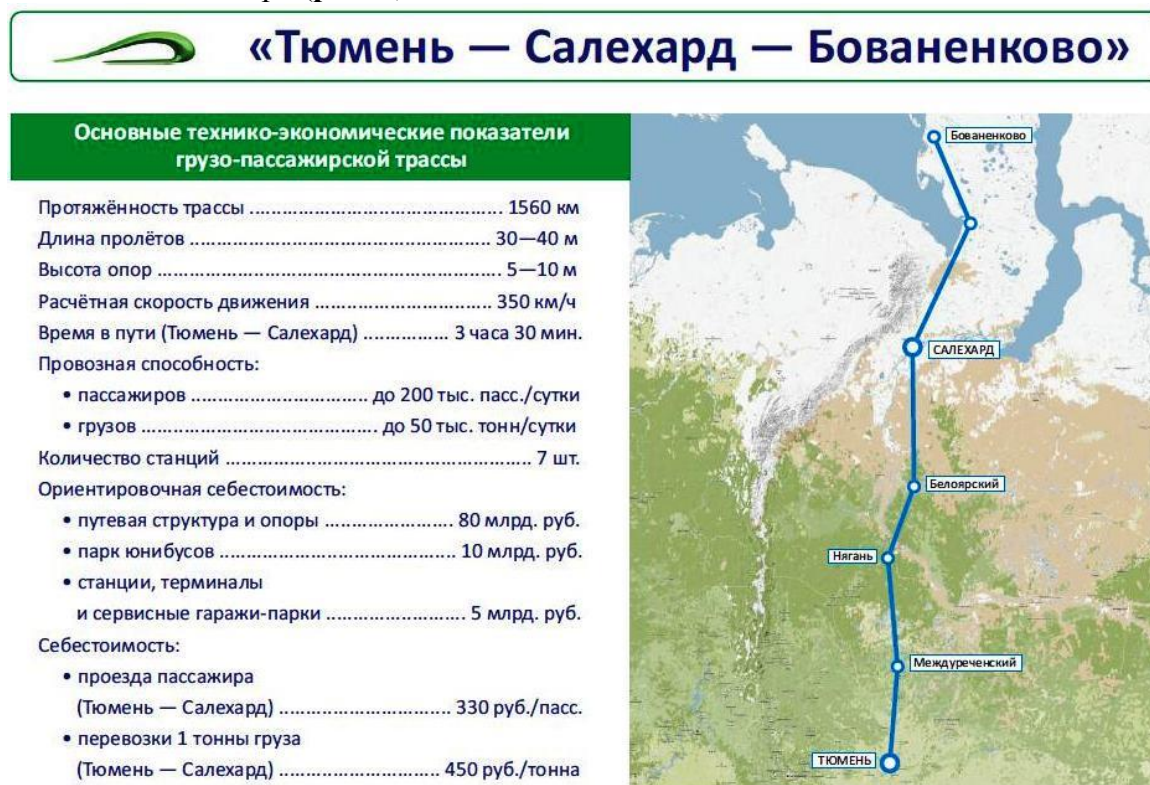 «Тюмень — Салехард — Бованенково»
Основные технико-экономические показатели
грузо-пассажирской трассы
Протяжённость трассы ........ 1560 км
Длина пролётов ........ 30—40 м
Высота опор ........ 5—10 м
Расчётная скорость движения ........ 350 км/ч
Время в пути (Тюмень — Салехард) ........ 3 часа 30 мин.
Провозная способность:
• пассажиров ........ до 200 тыс. пасс./сутки
• грузов ........ до 50 тыс. тонн/сутки
Количество станций ........ 7 шт.
Ориентировочная себестоимость:
• путевая структура и опоры ........ 80 млрд. руб.
• парк юнибусов ........ 10 млрд. руб.
• станции, терминалы
и сервисные гаражи-парки ........ 5 млрд. руб.
Себестоимость:
• проезда пассажира
(Тюмень — Салехард) ........ 330 руб./пасс.
• перевозки 1 тонны груза
(Тюмень — Салехард) ........ 450 руб./тонна
Бованенково
САЛЕХАРД
Белоярский
Нягань
Междуреченский
ТЮМЕНЬ